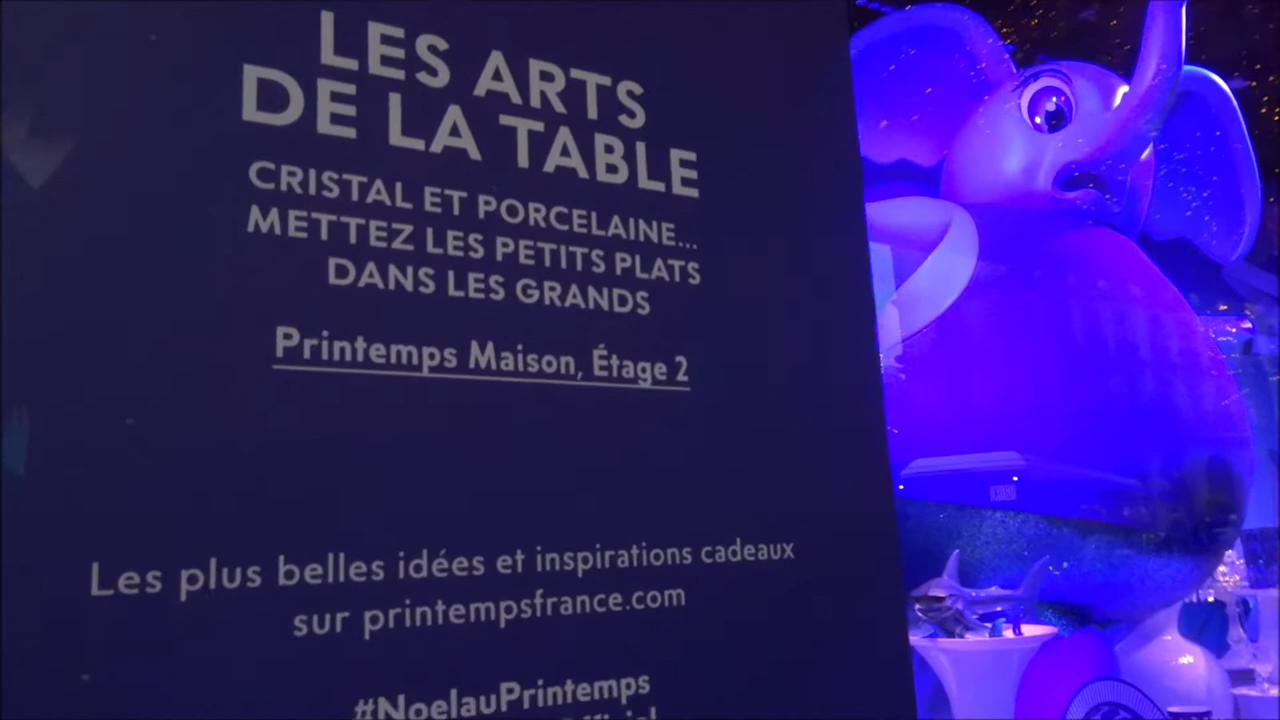 LES ARTS
DE LA TABLE
CRISTAL ET PORCELAINE...
METTEZ LES PETITS PLATS
DANS LES GRANDS
Printemps Maison, Étage 2
Les plus belles idées et inspirations cadeaux
sur printempsfrance.com
#NoelauPrintemps